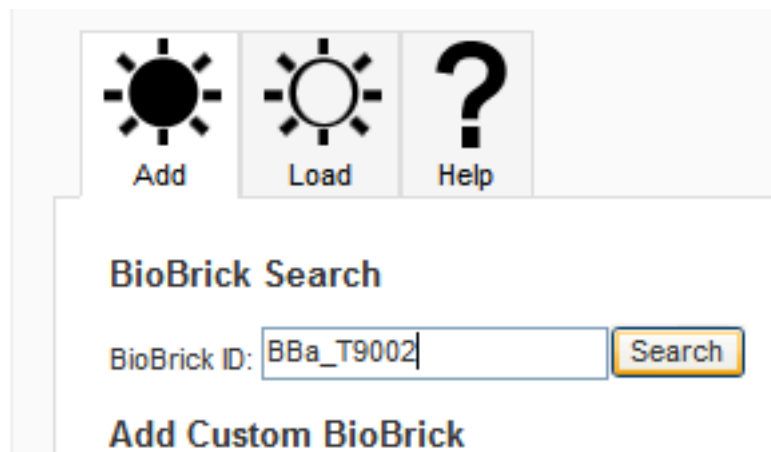 Add Load Help
BioBrick Search
BioBrick ID: BBa_T9002 Search
Add Custom BioBrick